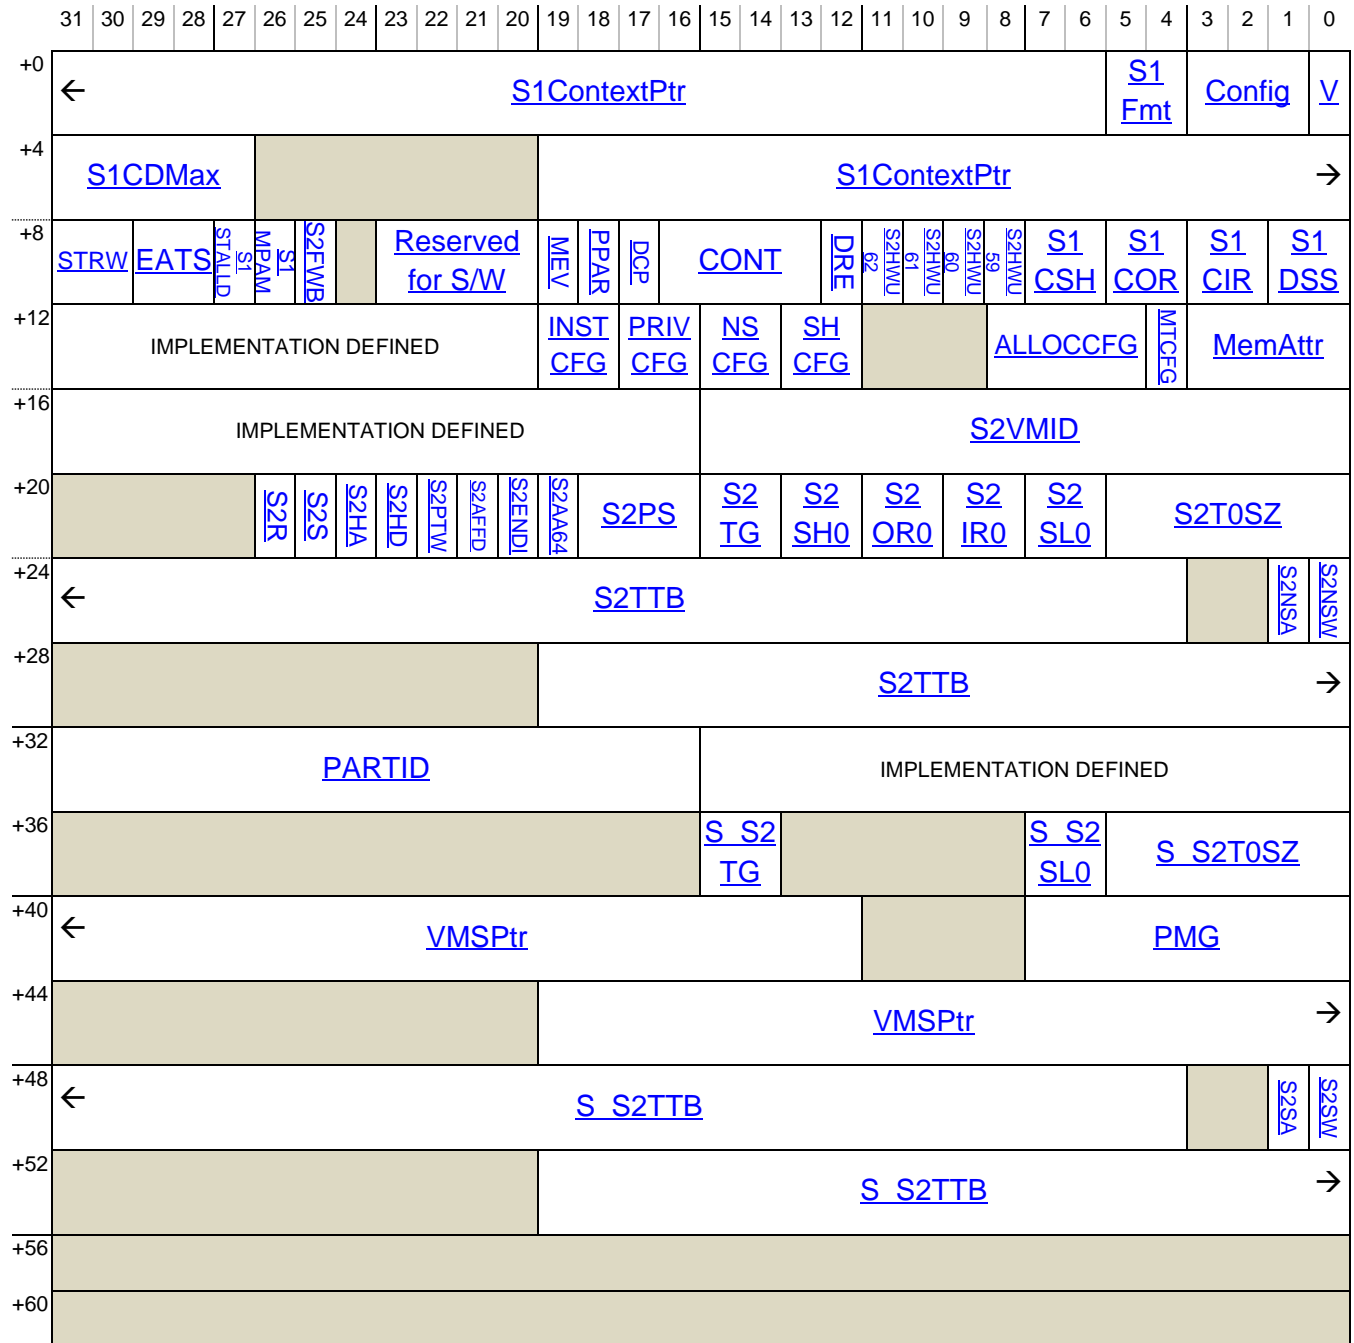 31 30 29 28 27 26 25 24 23 22 21 20 19 18 17 16 15 14 13 12 11 10 9 8 7 6 5 4 3 2 1 0
+0
← S1ContextPtr
S1
Fmt
Config
V
+4
S1CDMax
S1ContextPtr →
+8
STRW
EATS
S1
STALLD
S1
MPAM
S2FWB
Reserved
for S/W
MEV
PPAR
DCP
CONT
DRE
S2HWU
62
S2HWU
61
S2HWU
60
S2HWU
59
S1
CSH
S1
COR
S1
CIR
S1
DSS
+12
IMPLEMENTATION DEFINED
INST
CFG
PRIV
CFG
NS
CFG
SH
CFG
ALLOCCFG
MTCFG
MemAttr
+16
IMPLEMENTATION DEFINED
S2VMID
+20
S2R
S2S
S2HA
S2HD
S2PTW
S2AFFD
S2ENDI
S2AA64
S2PS
S2
TG
S2
SH0
S2
OR0
S2
IR0
S2
SL0
S2T0SZ
+24
← S2TTB
S2NSA
S2NSW
+28
S2TTB →
+32
PARTID
IMPLEMENTATION DEFINED
+36
S_S2
TG
S_S2
SL0
S_S2T0SZ
+40
← VMSPtr
PMG
+44
VMSPtr →
+48
← S_S2TTB
S2SA
S2SW
+52
S_S2TTB →
+56
+60